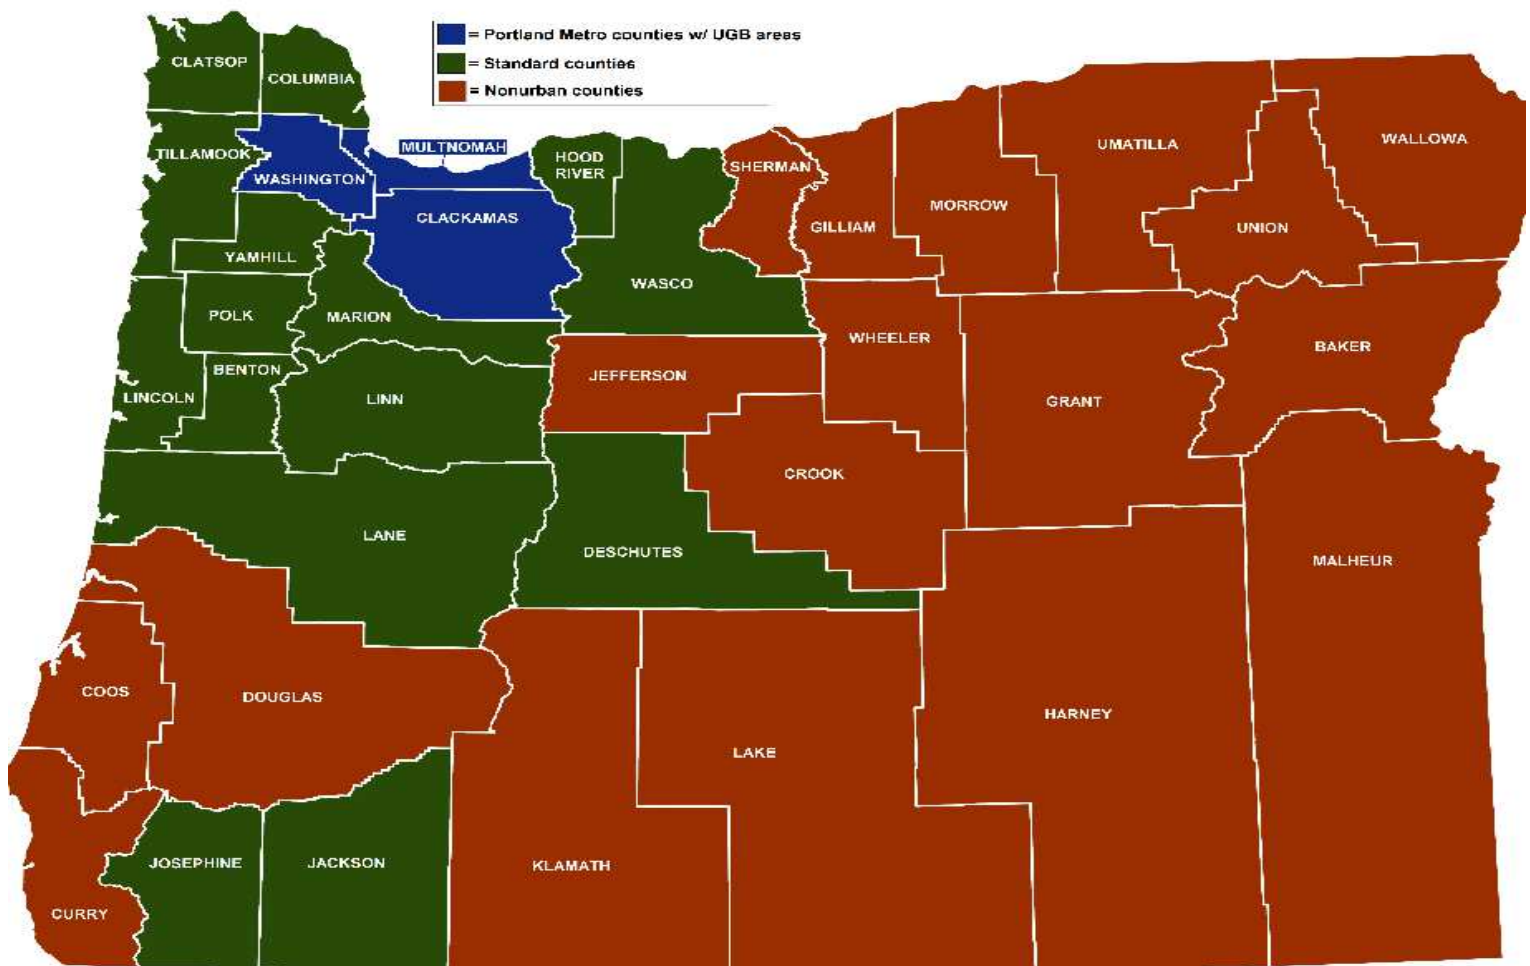 = Portland Metro counties w/ UGB areas
= Standard counties
= Nonurban counties
CLATSOP
COLUMBIA
TILLAMOOK
WASHINGTON
MULTNOMAH
HOOD
RIVER
SHERMAN
UMATILLA
WALLOWA
CLACKAMAS
GILLIAM
MORROW
UNION
YAMHILL
WASCO
POLK
MARION
WHEELER
BAKER
BENTON
JEFFERSON
LINCOLN
LINN
GRANT
CROOK
LANE
DESCHUTES
MALHEUR
COOS
DOUGLAS
HARNEY
LAKE
JOSEPHINE
JACKSON
KLAMATH
CURRY